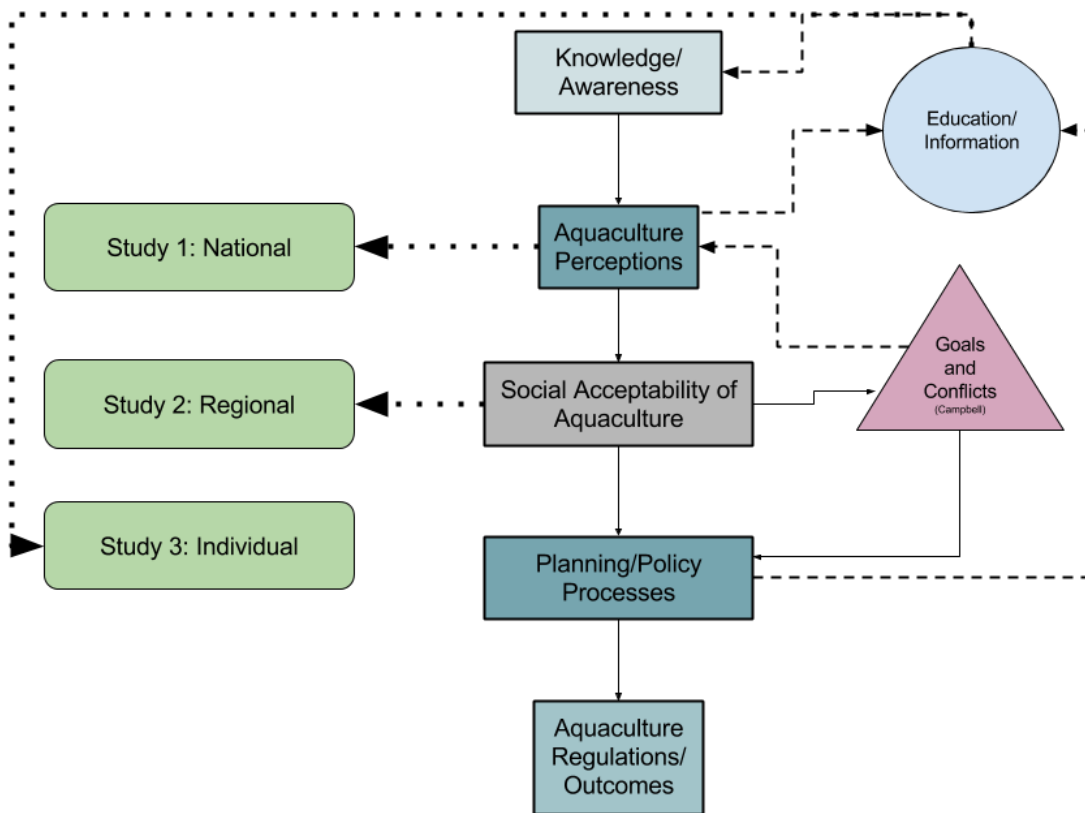 Knowledge/
Awareness
Education/
Information
Study 1: National
Aquaculture
Perceptions
Goals
and
Conflicts
(Campbell)
Study 2: Regional
Social Acceptability of
Aquaculture
Study 3: Individual
Planning/Policy
Processes
Aquaculture
Regulations/
Outcomes